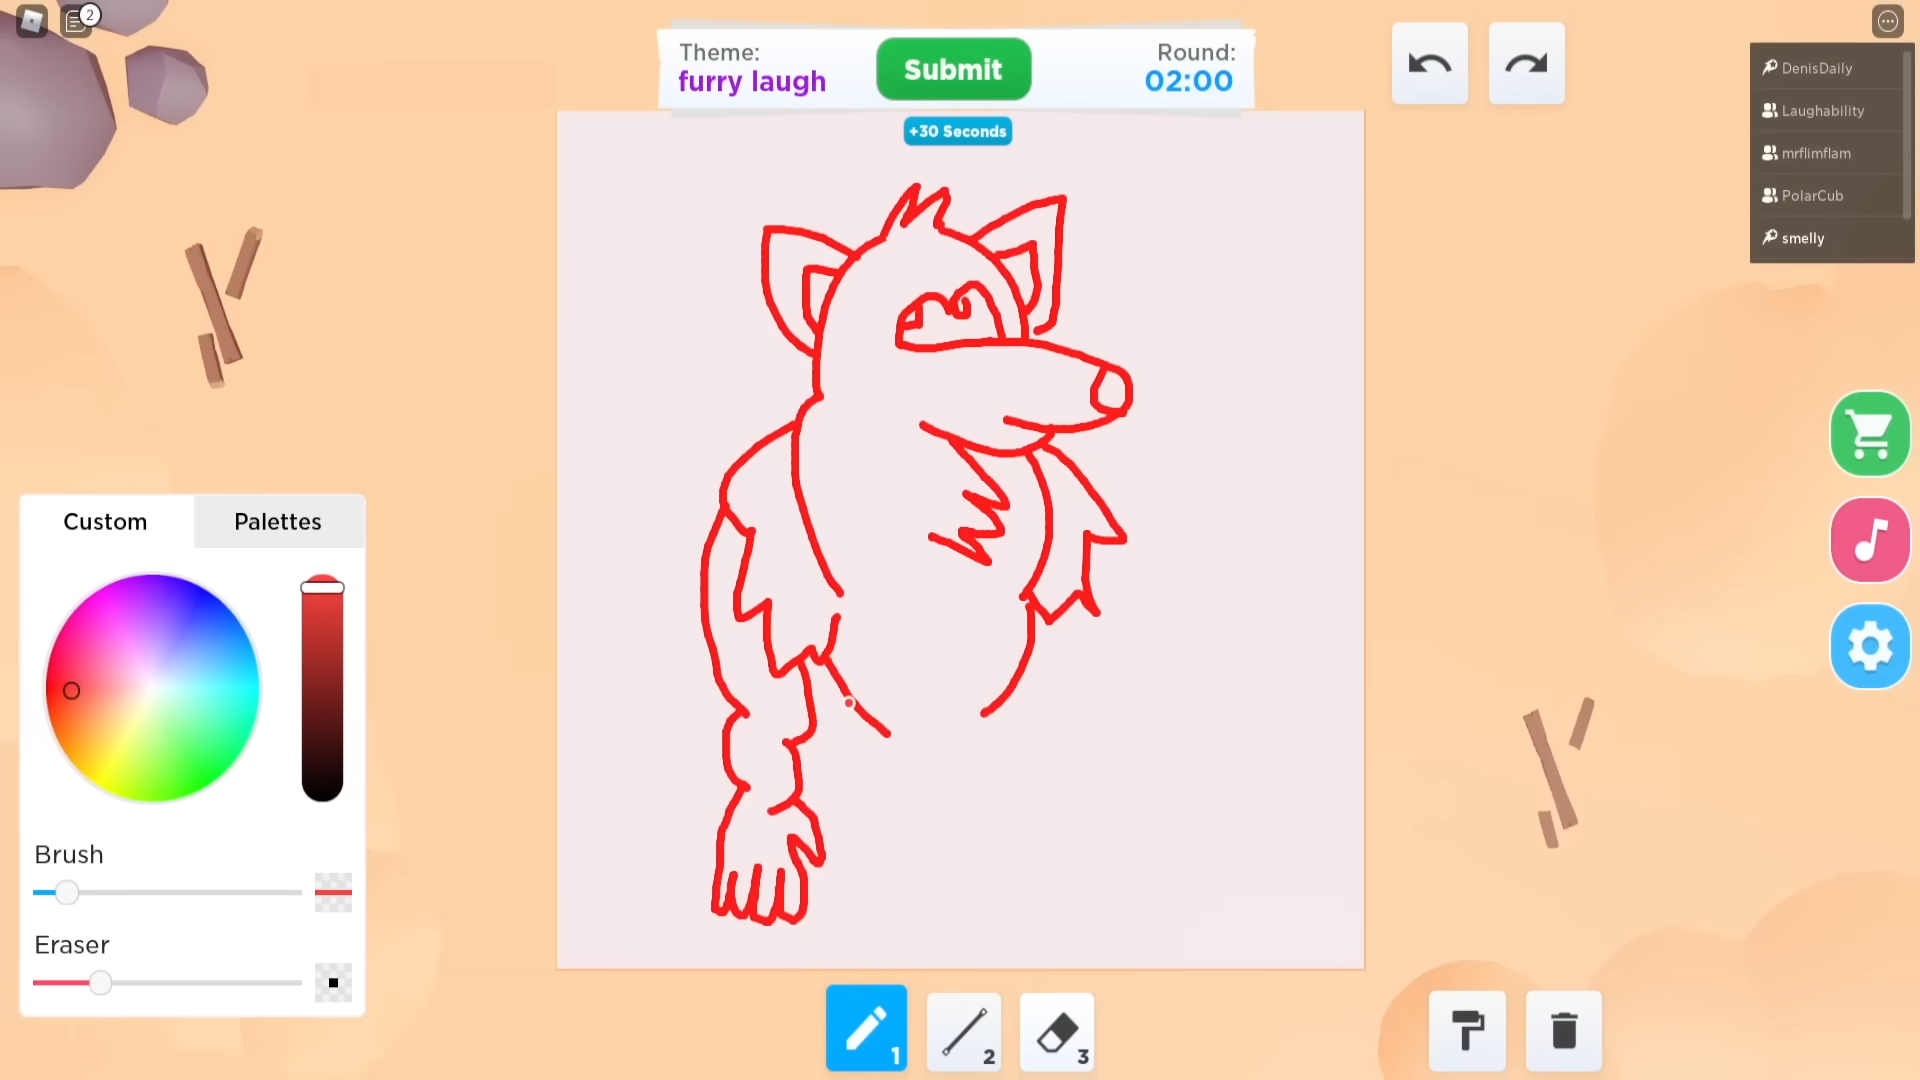 2
Theme:
furry laugh
Submit
Round:
02:00
+30 Seconds
DenisDaily
Laughability
mrflimflam
PolarCub
smelly
Custom
Palettes
Brush
Eraser
1
2
3